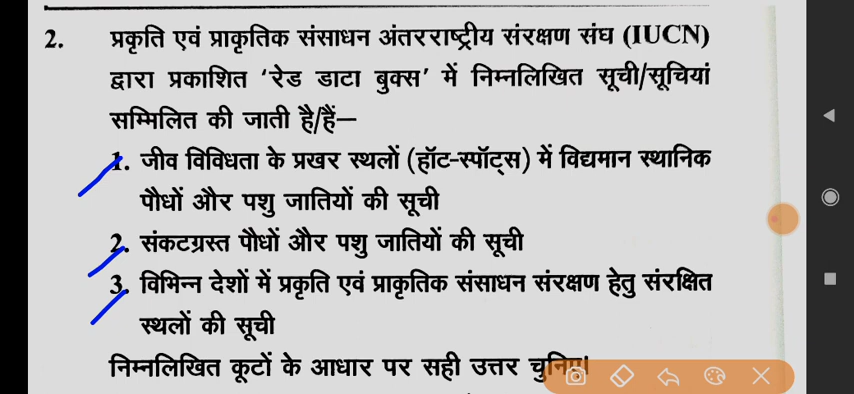 2. प्रकृति एवं प्राकृतिक संसाधन अंतरराष्ट्रीय संरक्षण संघ (IUCN)
द्वारा प्रकाशित ‘रेड डाटा बुक्स’ में निम्नलिखित सूची/सूचियां
सम्मिलित की जाती है/हैं—
1. जीव विविधता के प्रखर स्थलों (हॉट-स्पॉट्स) में विद्यमान स्थानिक
पौधों और पशु जातियों की सूची
2. संकटग्रस्त पौधों और पशु जातियों की सूची
3. विभिन्न देशों में प्रकृति एवं प्राकृतिक संसाधन संरक्षण हेतु संरक्षित
स्थलों की सूची
निम्नलिखित कूटों के आधार पर सही उत्तर चुनिए।